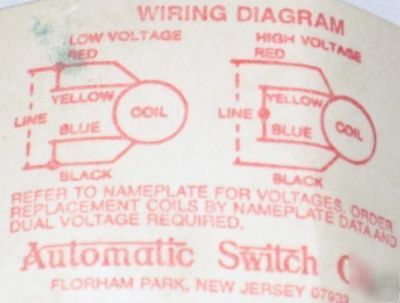 WIRING DIAGRAM
LOW VOLTAGE
RED
YELLOW
LINE
COIL
BLUE
BLACK
HIGH VOLTAGE
RED
YELLOW
LINE
COIL
BLUE
BLACK
REFER TO NAMEPLATE FOR VOLTAGES, ORDER
REPLACEMENT COILS BY NAMEPLATE DATA AND
DUAL VOLTAGE REQUIRED.
Automatic Switch
FLORHAM PARK, NEW JERSEY